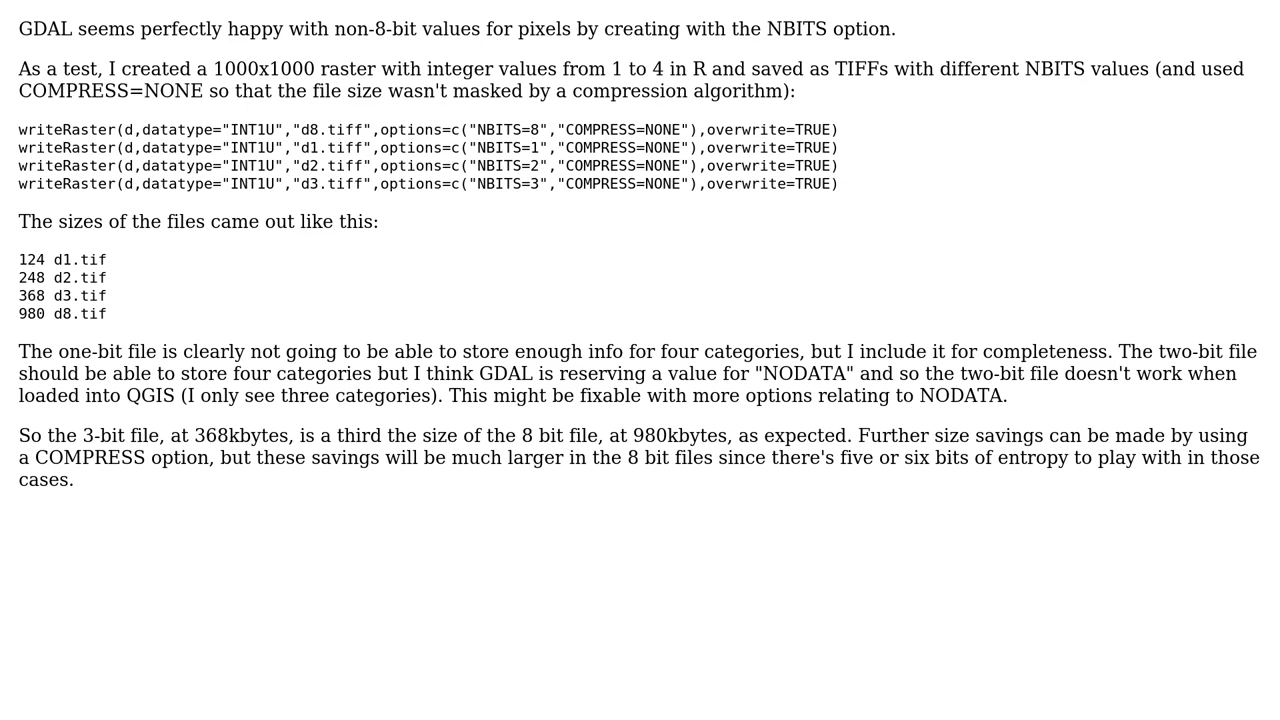 GDAL seems perfectly happy with non-8-bit values for pixels by creating with the NBITS option.
As a test, I created a 1000x1000 raster with integer values from 1 to 4 in R and saved as TIFFs with different NBITS values (and used
COMPRESS=NONE so that the file size wasn't masked by a compression algorithm):
writeRaster(d,datatype="INT1U","d8.tiff",options=c("NBITS=8","COMPRESS=NONE"),overwrite=TRUE)
writeRaster(d,datatype="INT1U","d1.tiff",options=c("NBITS=1","COMPRESS=NONE"),overwrite=TRUE)
writeRaster(d,datatype="INT1U","d2.tiff",options=c("NBITS=2","COMPRESS=NONE"),overwrite=TRUE)
writeRaster(d,datatype="INT1U","d3.tiff",options=c("NBITS=3","COMPRESS=NONE"),overwrite=TRUE)
The sizes of the files came out like this:
124 d1.tif
248 d2.tif
368 d3.tif
980 d8.tif
The one-bit file is clearly not going to be able to store enough info for four categories, but I include it for completeness. The two-bit file
should be able to store four categories but I think GDAL is reserving a value for "NODATA" and so the two-bit file doesn't work when
loaded into QGIS (I only see three categories). This might be fixable with more options relating to NODATA.
So the 3-bit file, at 368kbytes, is a third the size of the 8 bit file, at 980kbytes, as expected. Further size savings can be made by using
a COMPRESS option, but these savings will be much larger in the 8 bit files since there's five or six bits of entropy to play with in those
cases.